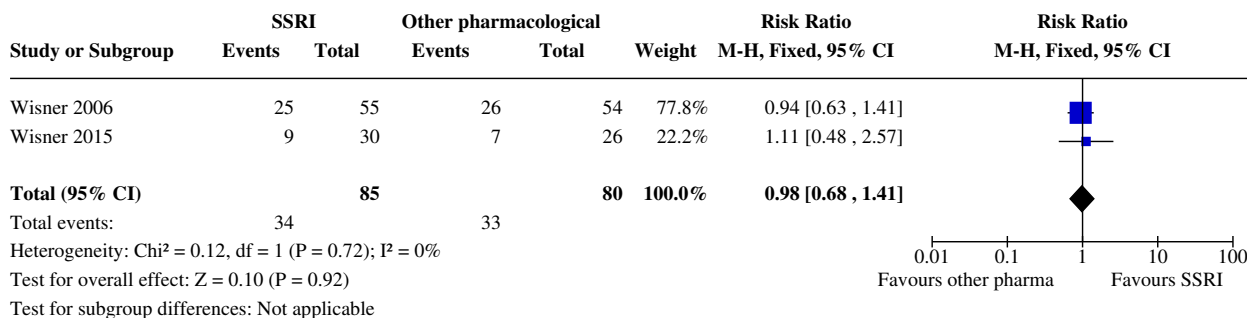 SSRI Other pharmacological Risk Ratio Risk Ratio
Study or Subgroup Events Total Events Total Weight M-H, Fixed, 95% CI M-H, Fixed, 95% CI
Wisner 2006 25 55 26 54 77.8% 0.94 [0.63 , 1.41]
Wisner 2015 9 30 7 26 22.2% 1.11 [0.48 , 2.57]
Total (95% CI) 85 80 100.0% 0.98 [0.68 , 1.41]
Total events: 34 33
Heterogeneity: Chi² = 0.12, df = 1 (P = 0.72); I² = 0%
0.01 0.1 1 10 100
Test for overall effect: Z = 0.10 (P = 0.92)
Favours other pharma Favours SSRI
Test for subgroup differences: Not applicable